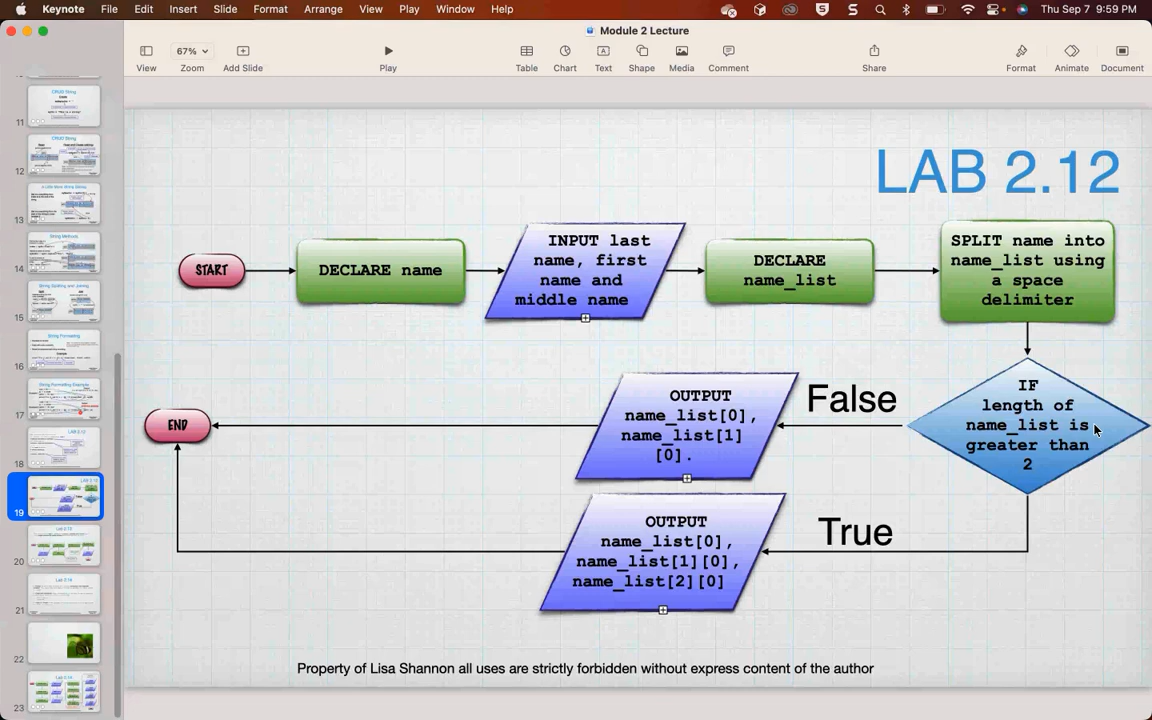 Keynote File Edit Insert Slide Format Arrange View Play Window Help Thu Sep 7 9:59 PM
Module 2 Lecture
67%
View Zoom Add Slide Play Table Chart Text Shape Media Comment Share Format Animate Document
LAB 2.12
START
DECLARE name
INPUT last
name, first
name and
middle name
DECLARE
name_list
SPLIT name into
name_list using
a space
delimiter
IF
length of
name_list is
greater than
2
False
OUTPUT
name_list[0],
name_list[1]
[0].
END
True
OUTPUT
name_list[0],
name_list[1][0],
name_list[2][0]
Property of Lisa Shannon all uses are strictly forbidden without express content of the author
11
12
13
14
15
16
17
18
19
20
21
22
23